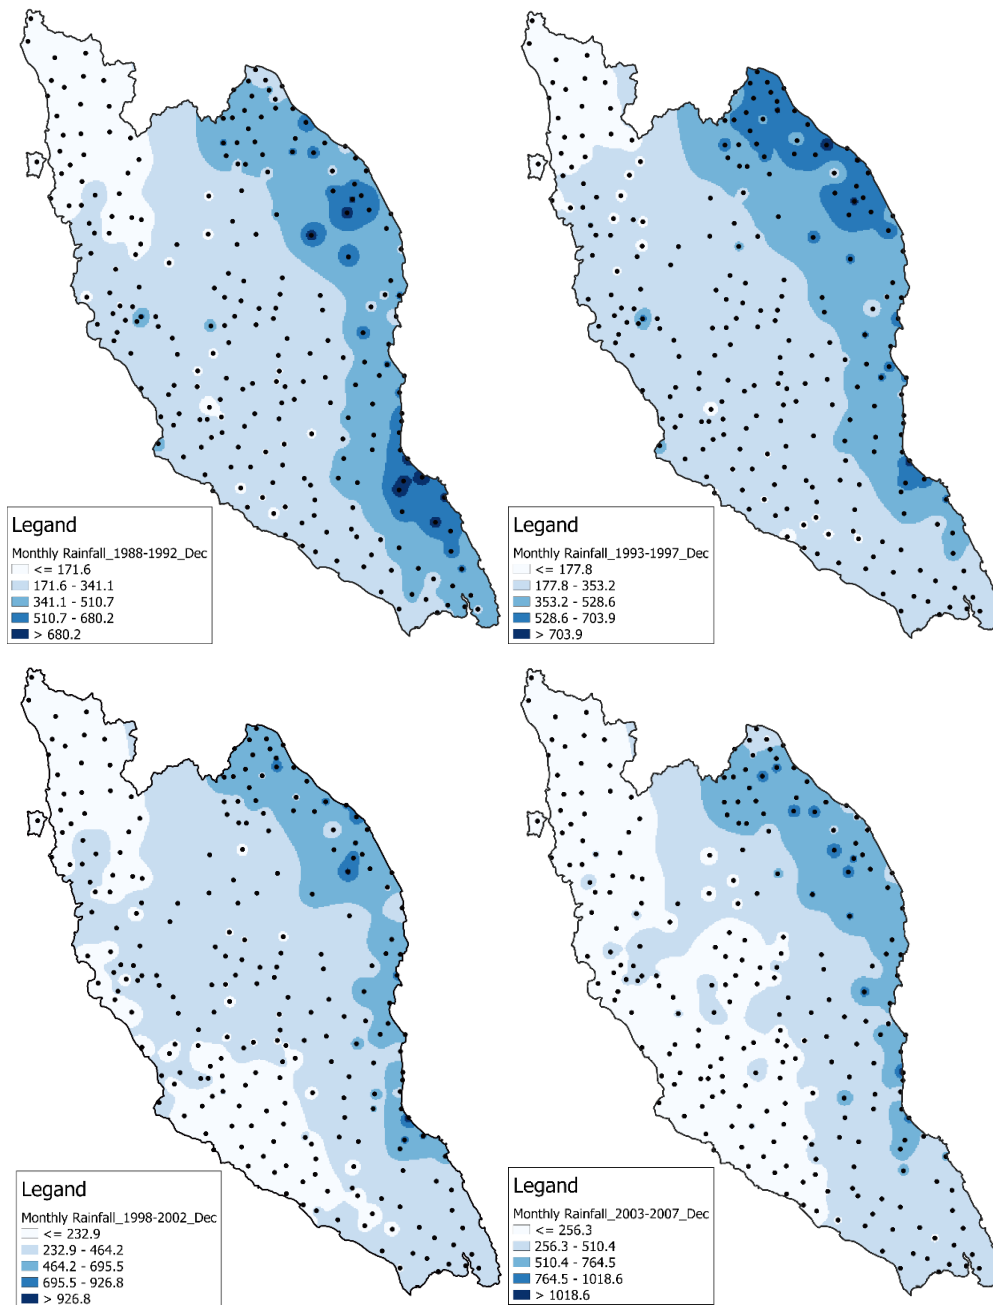 Legand
Monthly Rainfall_1988-1992_Dec
<= 171.6
171.6 - 341.1
341.1 - 510.7
510.7 - 680.2
> 680.2
Legand
Monthly Rainfall_1993-1997_Dec
<= 177.8
177.8 - 353.2
353.2 - 528.6
528.6 - 703.9
> 703.9
Legand
Monthly Rainfall_1998-2002_Dec
<= 232.9
232.9 - 464.2
464.2 - 695.5
695.5 - 926.8
> 926.8
Legand
Monthly Rainfall_2003-2007_Dec
<= 256.3
256.3 - 510.4
510.4 - 764.5
764.5 - 1018.6
> 1018.6